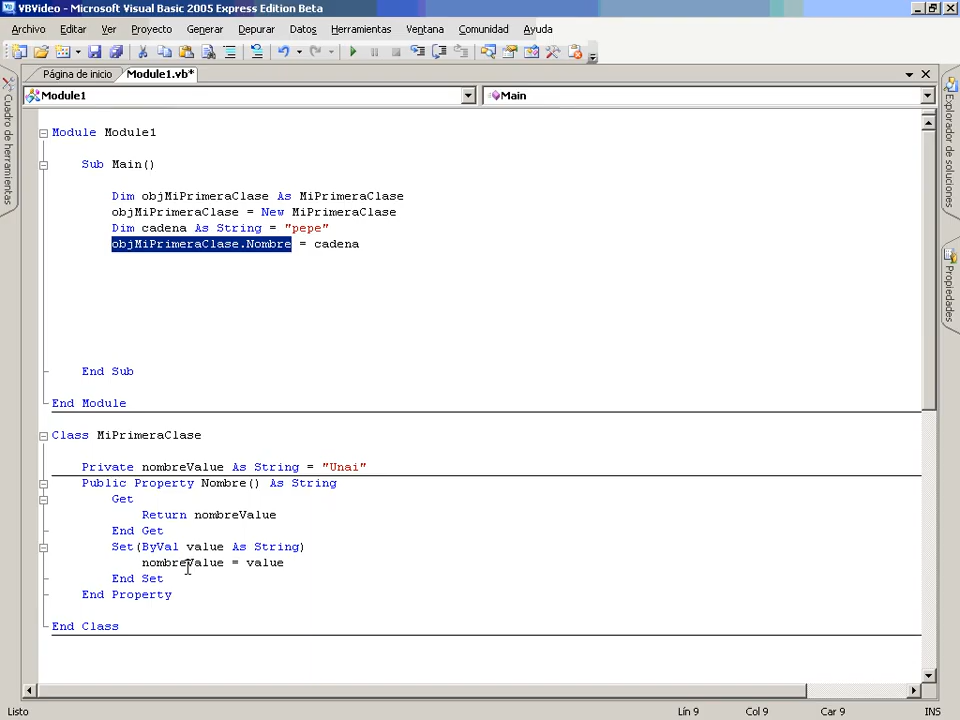 VBVideo - Microsoft Visual Basic 2005 Express Edition Beta
Archivo Editar Ver Proyecto Generar Depurar Datos Herramientas Ventana Comunidad Ayuda
Página de inicio Module1.vb*
Module1 Main
Cuadro de herramientas
Explorador de soluciones
Propiedades
Module Module1
Sub Main()
Dim objMiPrimeraClase As MiPrimeraClase
objMiPrimeraClase = New MiPrimeraClase
Dim cadena As String = "pepe"
objMiPrimeraClase.Nombre = cadena
End Sub
End Module
Class MiPrimeraClase
Private nombreValue As String = "Unai"
Public Property Nombre() As String
Get
Return nombreValue
End Get
Set(ByVal value As String)
nombreValue = value
End Set
End Property
End Class
Listo Lín 9 Col 9 Car 9 INS